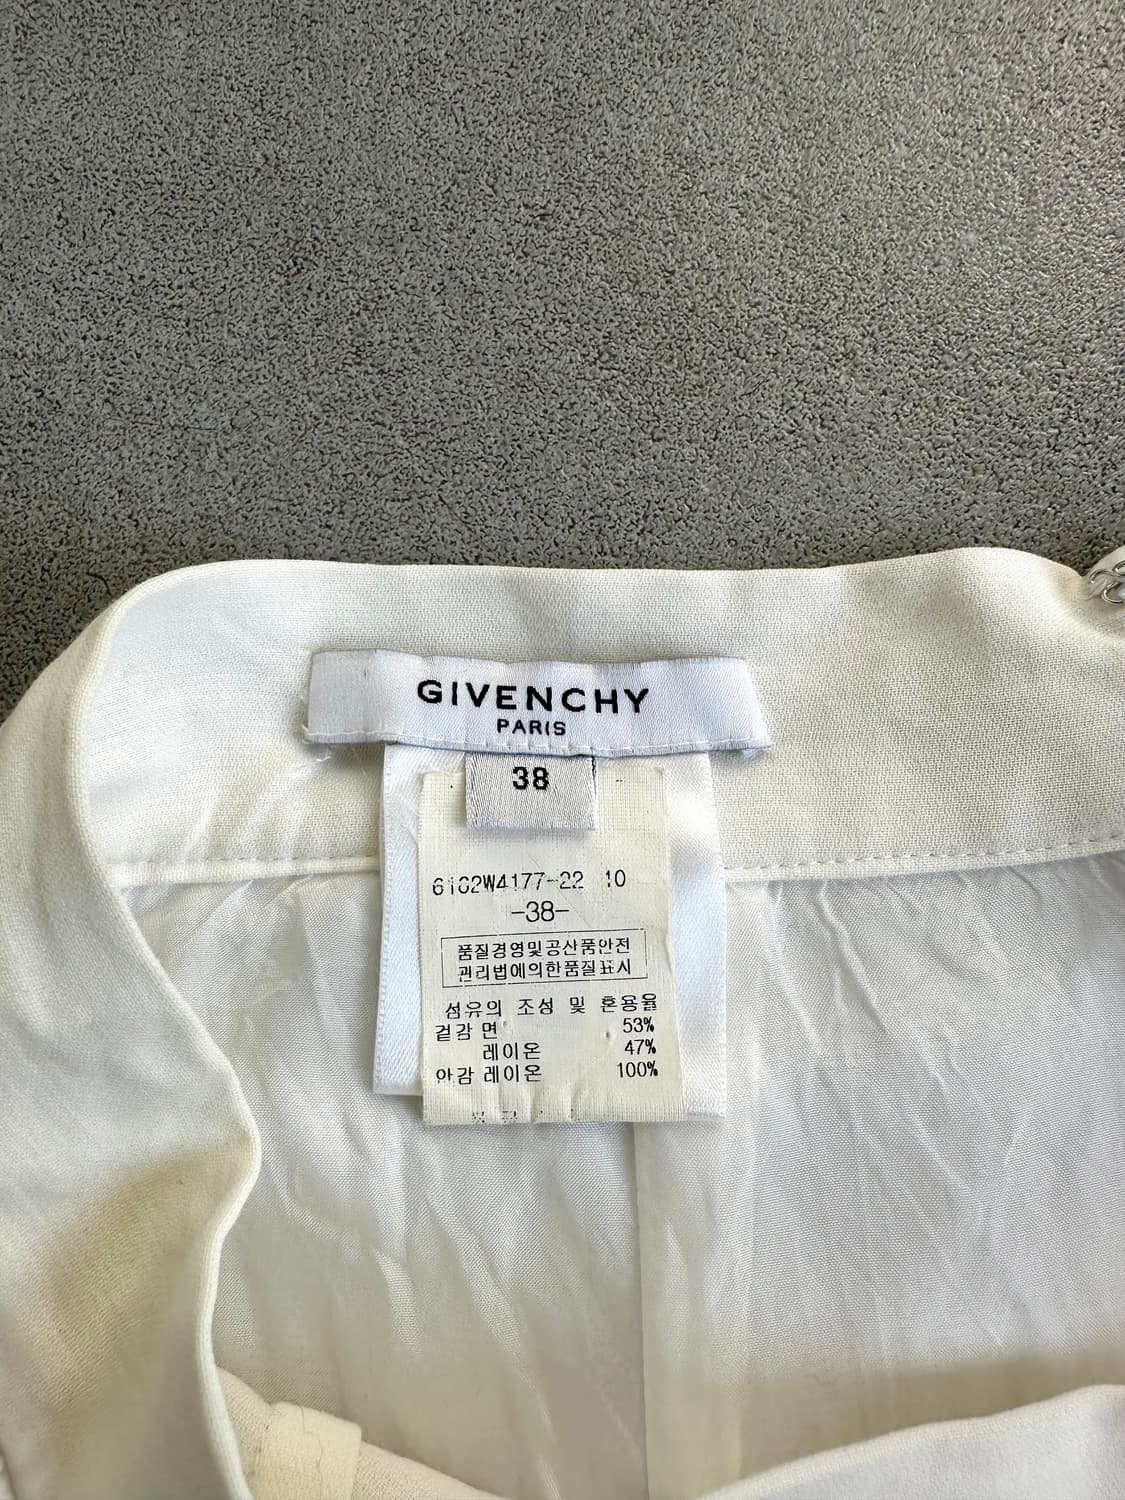 GIVENCHY
PARIS
38
6102W4177-22 10
-38-
품질경영및공산품안전
관리법에의한품질표시
섬유의 조성 및 혼용율
겉감 면 53%
레이온 47%
안감 레이온 100%